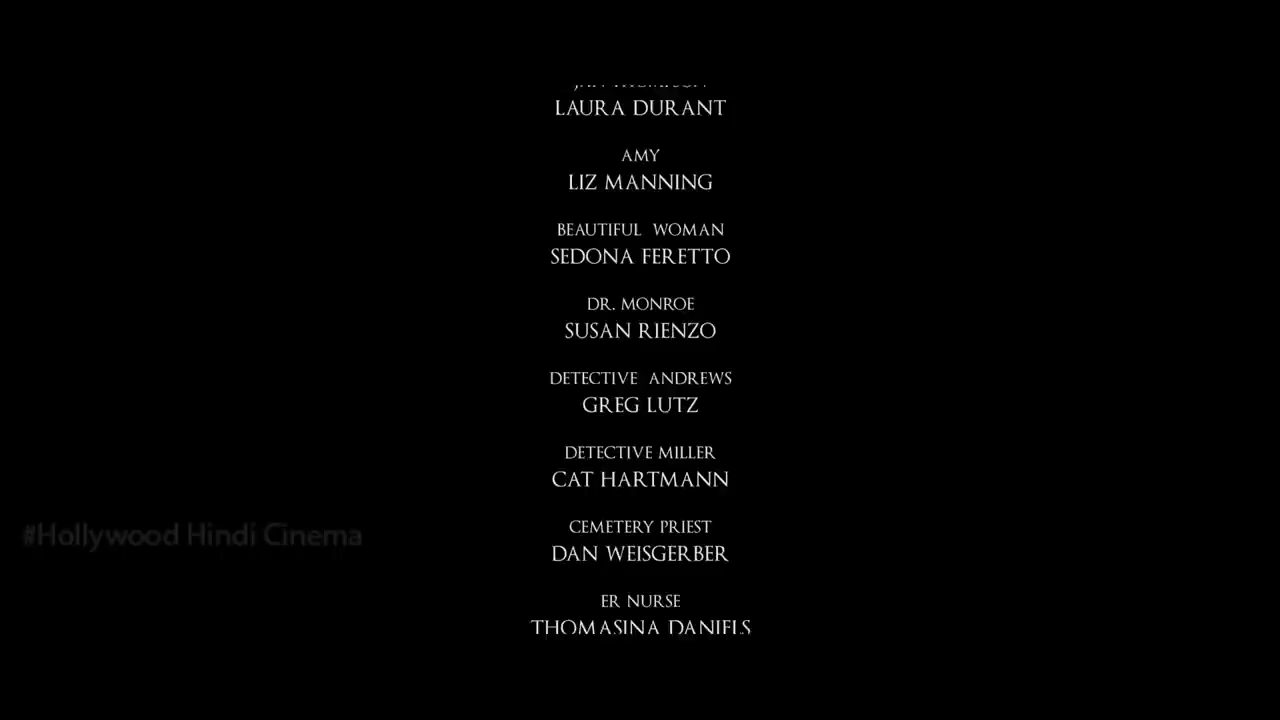 LAURA DURANT
AMY
LIZ MANNING
BEAUTIFUL WOMAN
SEDONA FERETTO
DR. MONROE
SUSAN RIENZO
DETECTIVE ANDREWS
GREG LUTZ
DETECTIVE MILLER
CAT HARTMANN
CEMETERY PRIEST
DAN WEISGERBER
ER NURSE
THOMASINA DANIELS
#Hollywood Hindi Cinema